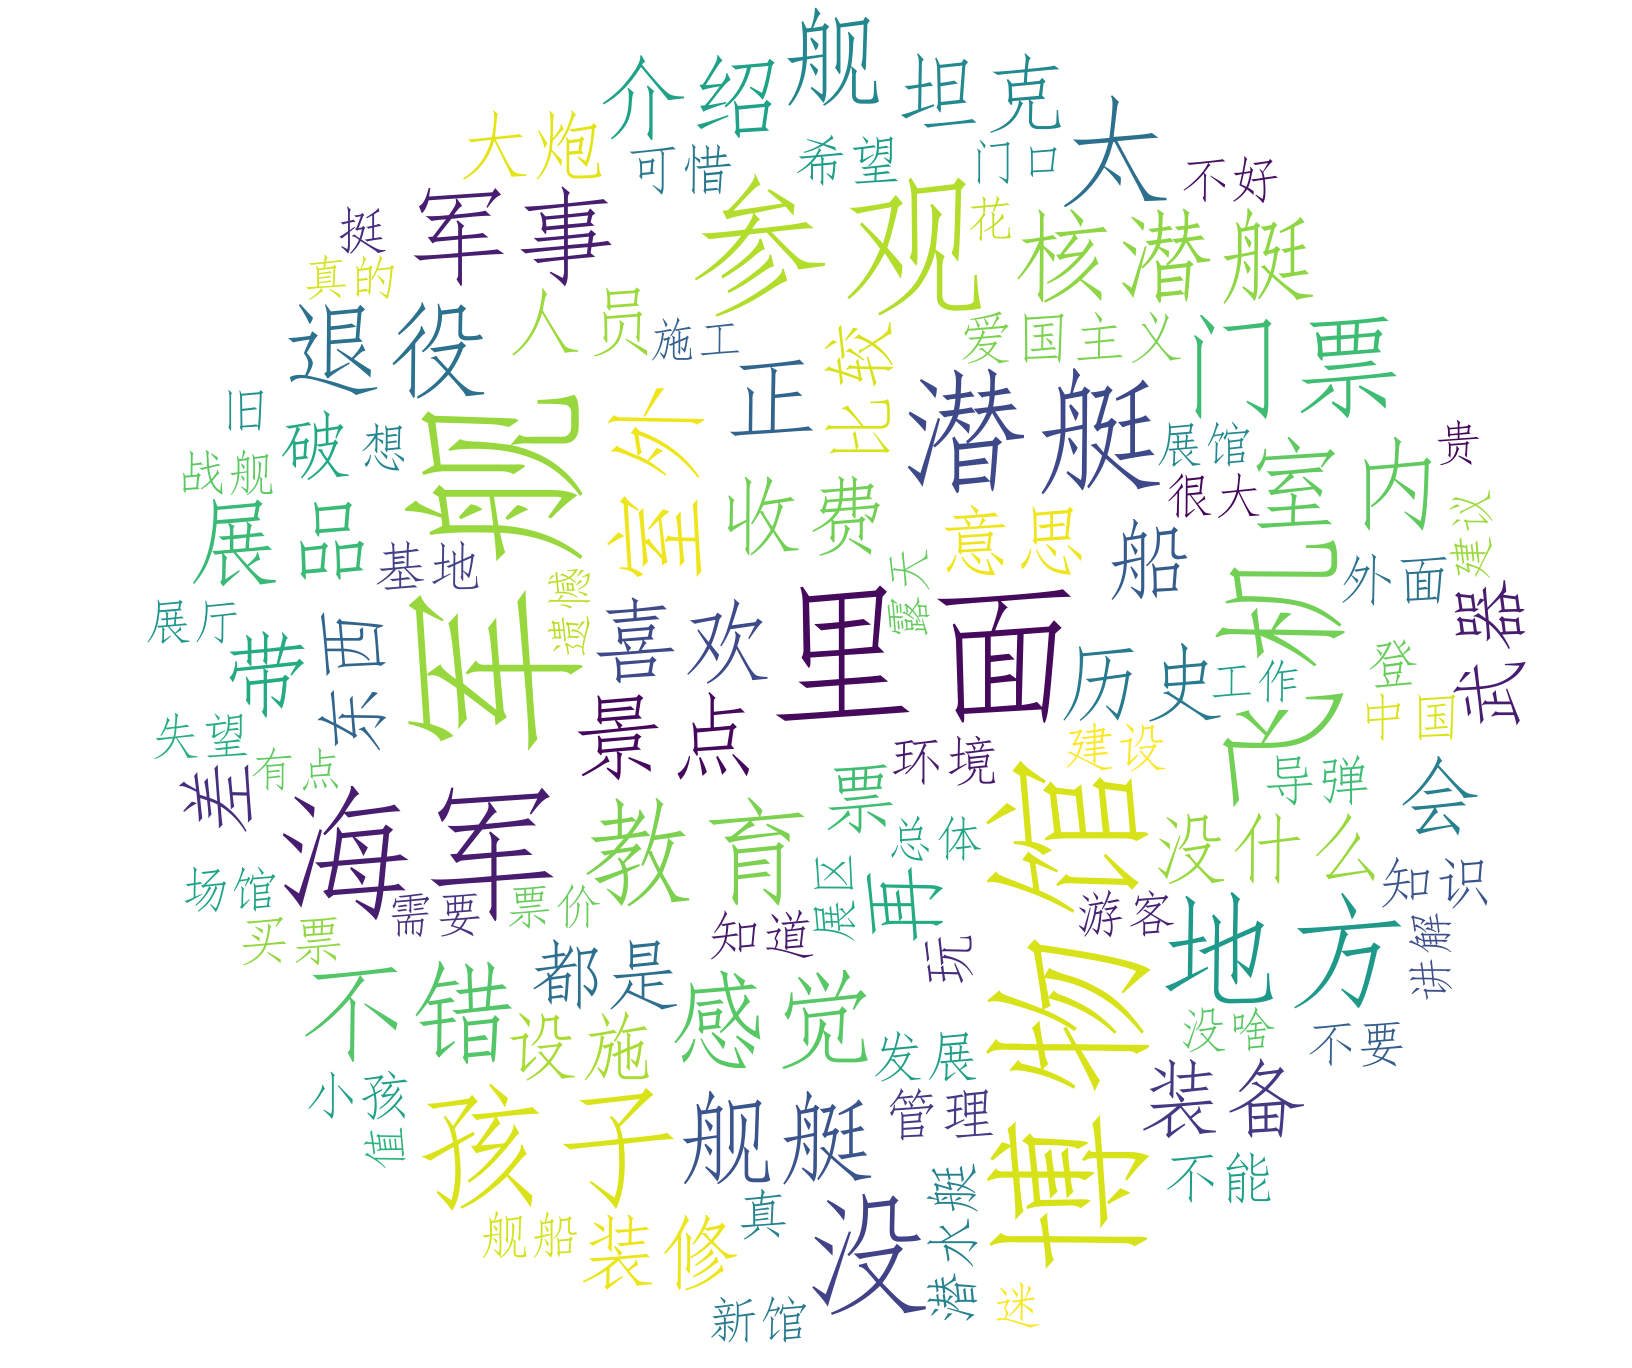 舰
介绍
坦克
大炮
可惜
希望
门口
太
不好
军事
参观
花
核潜艇
挺
真的
退役
人员
施工
正
比较
爱国主义
门票
旧
破
想
军舰
室外
潜艇
展馆
室内
贵
战舰
展品
收费
意思
很大
建议
基地
遗憾
露天
船
飞机
外面
武器
展厅
带
东西
喜欢
里面
历史
工作
登
中国
失望
有点
差
景点
环境
建设
导弹
会
海军
教育
票
总体
博物馆
没什么
知识
场馆
买票
需要
票价
知道
展区
再
玩
游客
地方
讲解
不错
都是
设施
感觉
发展
没啥
不要
小孩
值
孩子
舰艇
管理
装备
不能
舰船
装修
真
没
潜水艇
新馆
迷